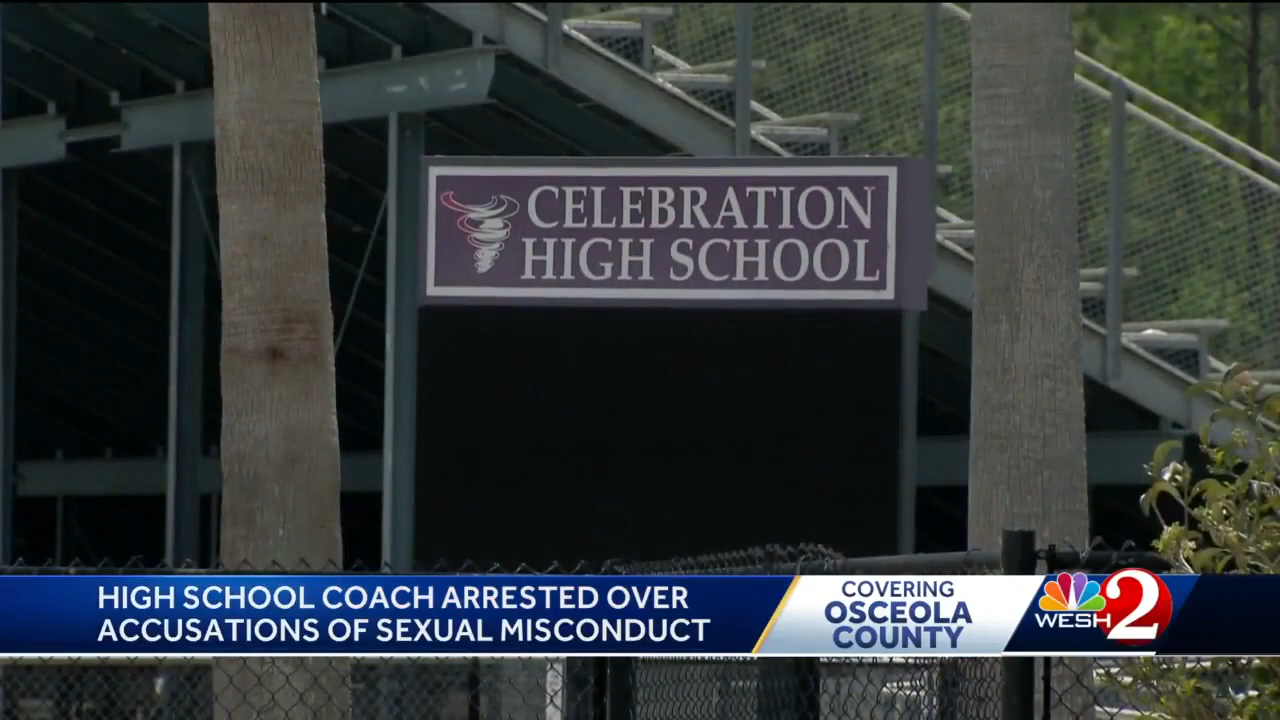 CELEBRATION
HIGH SCHOOL
HIGH SCHOOL COACH ARRESTED OVER
ACCUSATIONS OF SEXUAL MISCONDUCT
COVERING
OSCEOLA
COUNTY
WESH 2